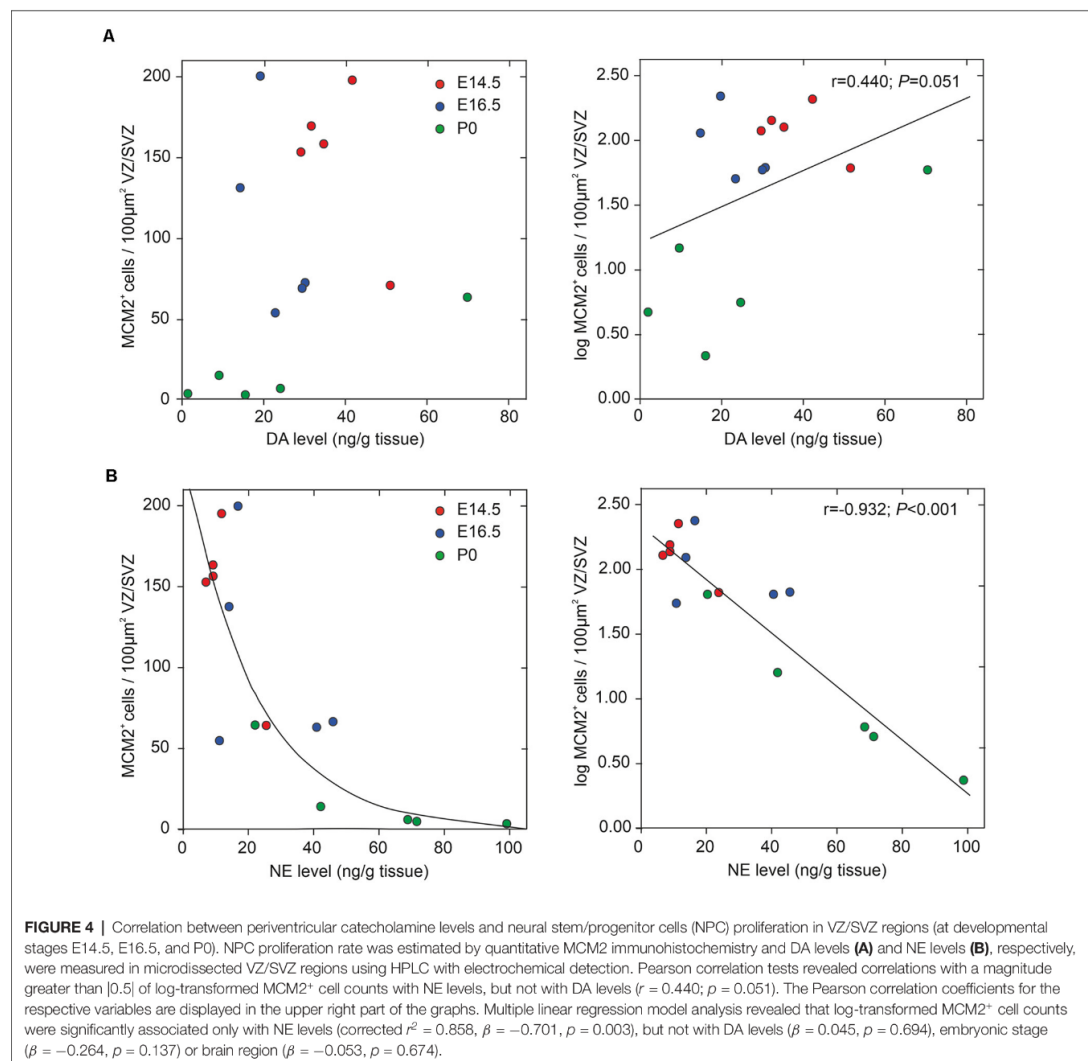 A
MCM2⁺ cells / 100µm² VZ/SVZ
200
150
100
50
0
0
20
40
60
80
DA level (ng/g tissue)
E14.5
E16.5
P0
log MCM2⁺ cells / 100µm² VZ/SVZ
2.50
2.00
1.50
1.00
0.50
0.00
0
20
40
60
80
DA level (ng/g tissue)
r=0.440; P=0.051
B
MCM2⁺ cells / 100µm² VZ/SVZ
200
150
100
50
0
0
20
40
60
80
100
NE level (ng/g tissue)
E14.5
E16.5
P0
log MCM2⁺ cells / 100µm² VZ/SVZ
2.50
2.00
1.50
1.00
2.50
0.00
0
20
40
60
80
100
NE level (ng/g tissue)
r=-0.932; P<0.001
FIGURE 4 | Correlation between periventricular catecholamine levels and neural stem/progenitor cells (NPC) proliferation in VZ/SVZ regions (at developmental
stages E14.5, E16.5, and P0). NPC proliferation rate was estimated by quantitative MCM2 immunohistochemistry and DA levels (A) and NE levels (B), respectively,
were measured in microdissected VZ/SVZ regions using HPLC with electrochemical detection. Pearson correlation tests revealed correlations with a magnitude
greater than |0.5| of log-transformed MCM2⁺ cell counts with NE levels, but not with DA levels (r = 0.440; p = 0.051). The Pearson correlation coefficients for the
respective variables are displayed in the upper right part of the graphs. Multiple linear regression model analysis revealed that log-transformed MCM2⁺ cell counts
were significantly associated only with NE levels (corrected r² = 0.858, β = −0.701, p = 0.003), but not with DA levels (β = 0.045, p = 0.694), embryonic stage
(β = −0.264, p = 0.137) or brain region (β = −0.053, p = 0.674).